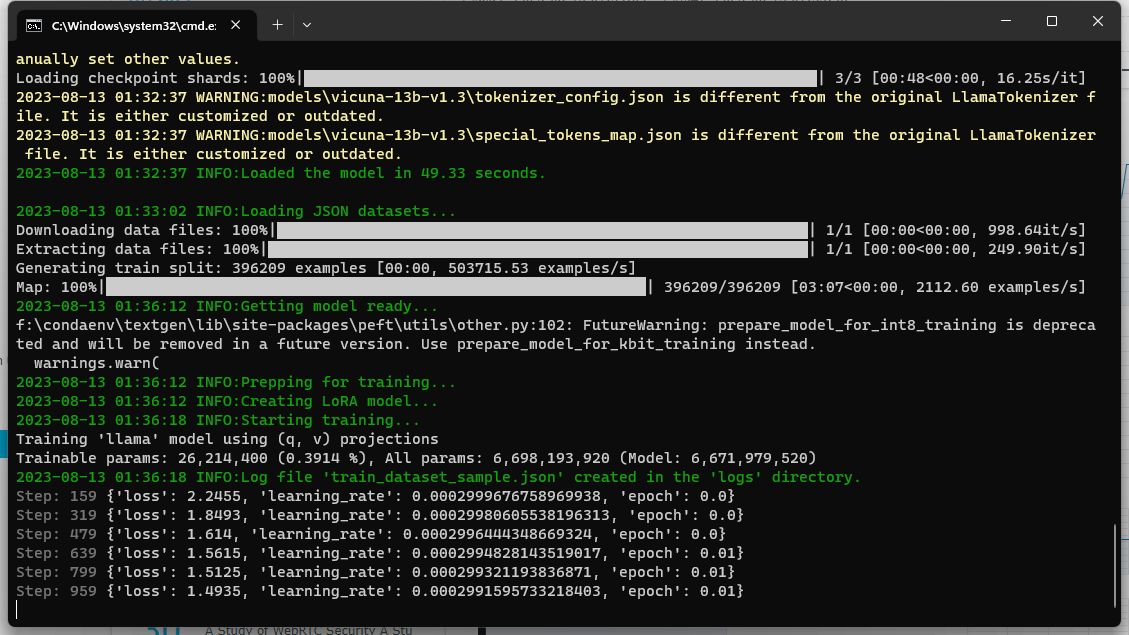 C:\Windows\system32\cmd.e:
anually set other values.
Loading checkpoint shards: 100%| | 3/3 [00:48<00:00, 16.25s/it]
2023-08-13 01:32:37 WARNING:models\vicuna-13b-v1.3\tokenizer_config.json is different from the original LlamaTokenizer f
ile. It is either customized or outdated.
2023-08-13 01:32:37 WARNING:models\vicuna-13b-v1.3\special_tokens_map.json is different from the original LlamaTokenizer
 file. It is either customized or outdated.
2023-08-13 01:32:37 INFO:Loaded the model in 49.33 seconds.
2023-08-13 01:33:02 INFO:Loading JSON datasets...
Downloading data files: 100%| | 1/1 [00:00<00:00, 998.64it/s]
Extracting data files: 100%| | 1/1 [00:00<00:00, 249.90it/s]
Generating train split: 396209 examples [00:00, 503715.53 examples/s]
Map: 100%| | 396209/396209 [03:07<00:00, 2112.60 examples/s]
2023-08-13 01:36:12 INFO:Getting model ready...
f:\condaenv\textgen\lib\site-packages\peft\utils\other.py:102: FutureWarning: prepare_model_for_int8_training is depreca
ted and will be removed in a future version. Use prepare_model_for_kbit_training instead.
  warnings.warn(
2023-08-13 01:36:12 INFO:Prepping for training...
2023-08-13 01:36:12 INFO:Creating LoRA model...
2023-08-13 01:36:18 INFO:Starting training...
Training 'llama' model using (q, v) projections
Trainable params: 26,214,400 (0.3914 %), All params: 6,698,193,920 (Model: 6,671,979,520)
2023-08-13 01:36:18 INFO:Log file 'train_dataset_sample.json' created in the 'logs' directory.
Step: 159 {'loss': 2.2455, 'learning_rate': 0.0002999676758969938, 'epoch': 0.0}
Step: 319 {'loss': 1.8493, 'learning_rate': 0.00029980605538196313, 'epoch': 0.0}
Step: 479 {'loss': 1.614, 'learning_rate': 0.0002996444348669324, 'epoch': 0.0}
Step: 639 {'loss': 1.5615, 'learning_rate': 0.00029948281435190​17, 'epoch': 0.01}
Step: 799 {'loss': 1.5125, 'learning_rate': 0.000299321193836871, 'epoch': 0.01}
Step: 959 {'loss': 1.4935, 'learning_rate': 0.00029915957332184​03, 'epoch': 0.01}
A Study of WebRTC Security A Stu